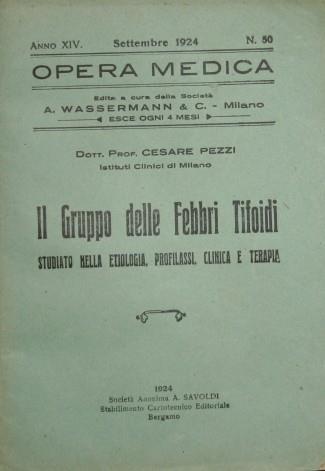 ANNO XIV. Settembre 1924 N. 50
OPERA MEDICA
Edita a cura della Società
A. WASSERMANN & C. - Milano
ESCE OGNI 4 MESI
DOTT. PROF. CESARE PEZZI
Istituti Clinici di Milano
Il Gruppo delle Febbri Tifoidi
STUDIATO NELLA ETIOLOGIA, PROFILASSI, CLINICA E TERAPIA
1924
Società Anonima A. SAVOLDI
Stabilimento Cartotecnico Editoriale
Bergamo